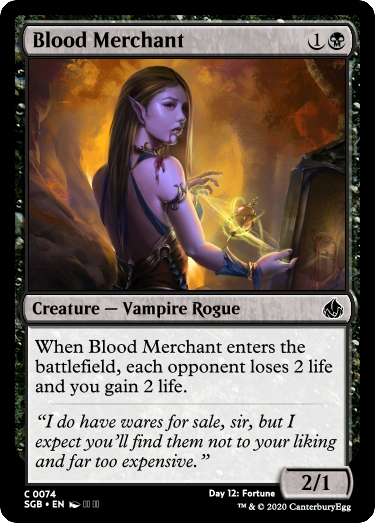 Blood Merchant 1
Creature — Vampire Rogue
When Blood Merchant enters the
battlefield, each opponent loses 2 life
and you gain 2 life.
“I do have wares for sale, sir, but I
expect you’ll find them not to your liking
and far too expensive.”
2/1
C 0074 Day 12: Fortune
SGB • EN ™ & © 2020 CanterburyEgg